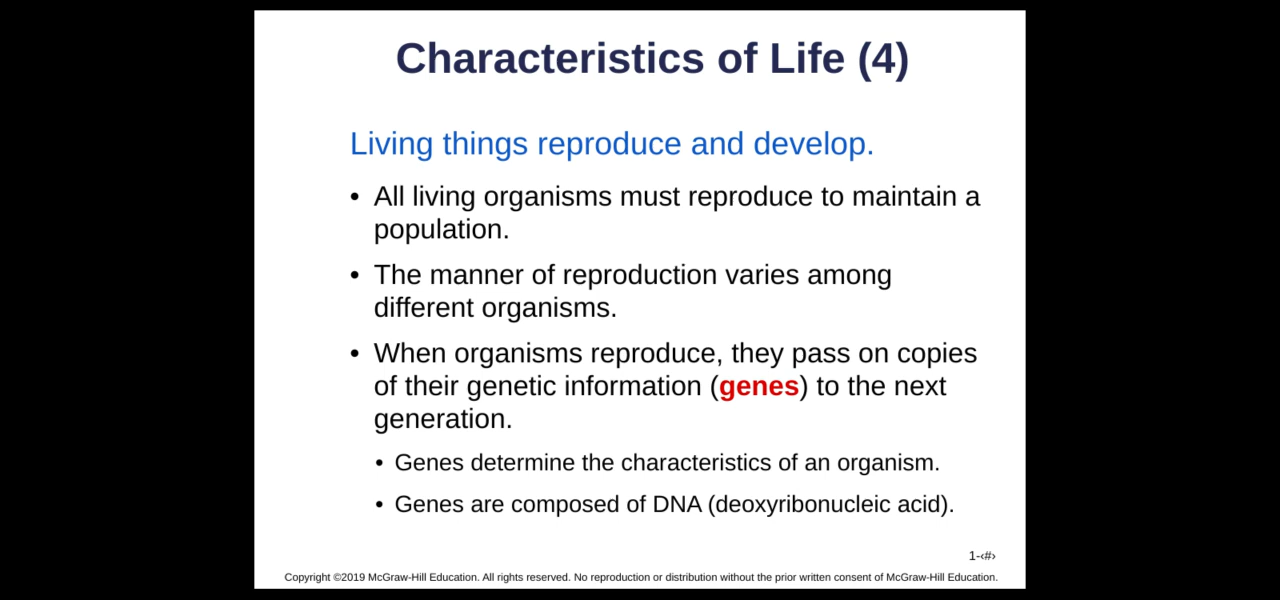 Characteristics of Life (4)
Living things reproduce and develop.
• All living organisms must reproduce to maintain a
population.
• The manner of reproduction varies among
different organisms.
• When organisms reproduce, they pass on copies
of their genetic information (genes) to the next
generation.
• Genes determine the characteristics of an organism.
• Genes are composed of DNA (deoxyribonucleic acid).
1-‹#›
Copyright ©2019 McGraw-Hill Education. All rights reserved. No reproduction or distribution without the prior written consent of McGraw-Hill Education.